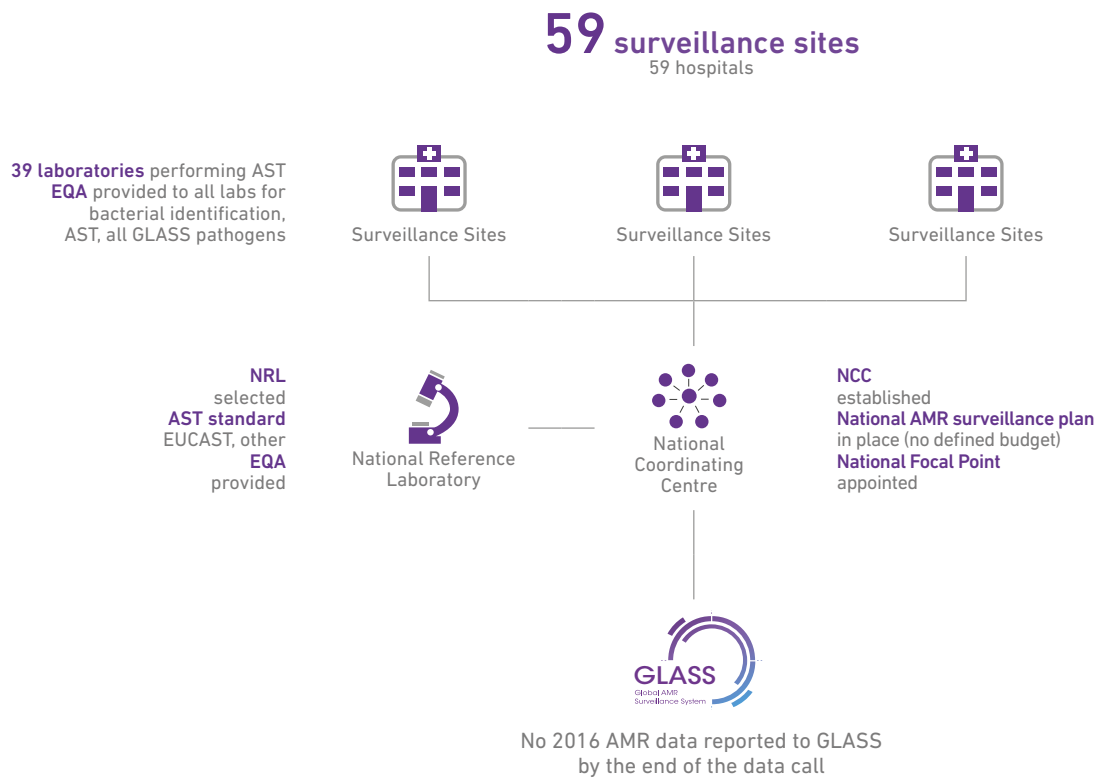 59 surveillance sites
59 hospitals
39 laboratories performing AST
EQA provided to all labs for
bacterial identification,
AST, all GLASS pathogens
Surveillance Sites
Surveillance Sites
Surveillance Sites
NRL
selected
AST standard
EUCAST, other
EQA
provided
National Reference
Laboratory
National
Coordinating
Centre
NCC
established
National AMR surveillance plan
in place (no defined budget)
National Focal Point
appointed
GLASS
Global AMR
Surveillance System
No 2016 AMR data reported to GLASS
by the end of the data call